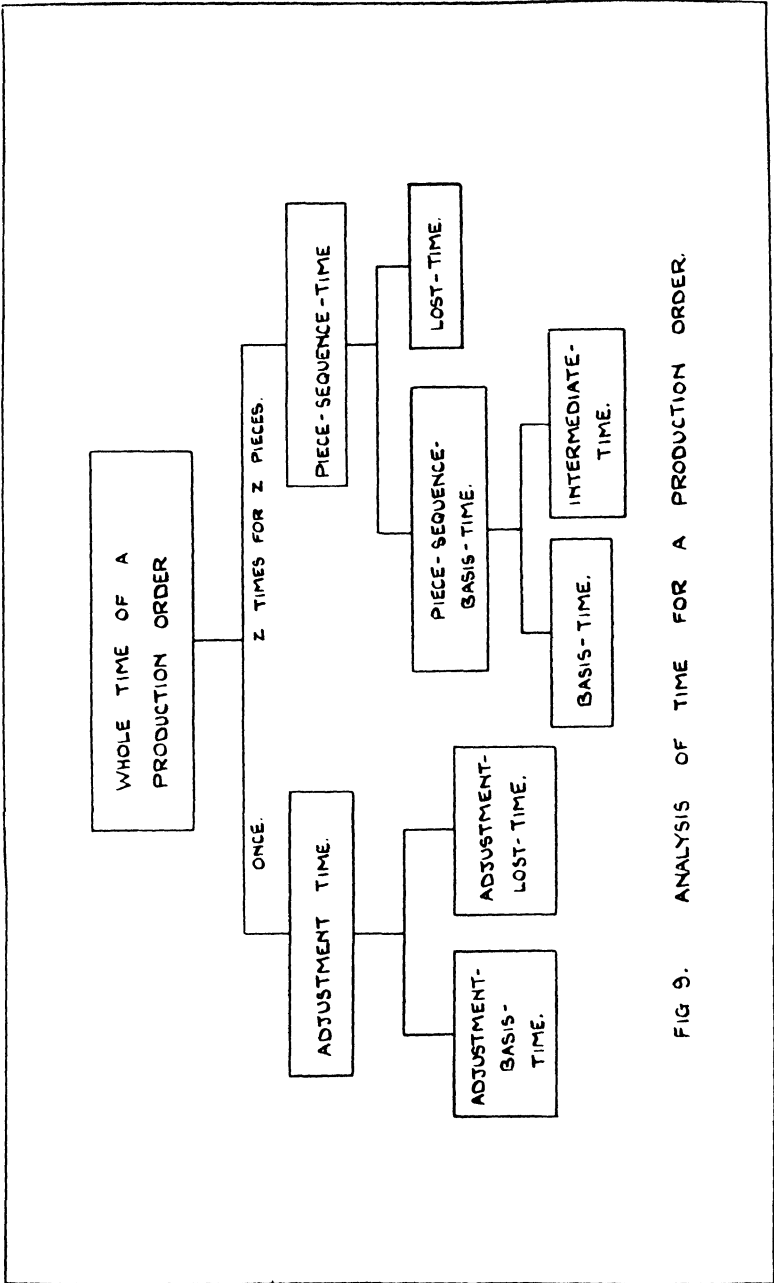 WHOLE TIME OF A
PRODUCTION ORDER
ONCE.
Z TIMES FOR Z PIECES.
ADJUSTMENT TIME.
PIECE-SEQUENCE-TIME
ADJUSTMENT-
BASIS-
TIME.
ADJUSTMENT-
LOST-TIME.
PIECE-SEQUENCE-
BASIS-TIME.
LOST-TIME.
BASIS-TIME.
INTERMEDIATE-
TIME.
FIG 9. ANALYSIS OF TIME FOR A PRODUCTION ORDER.